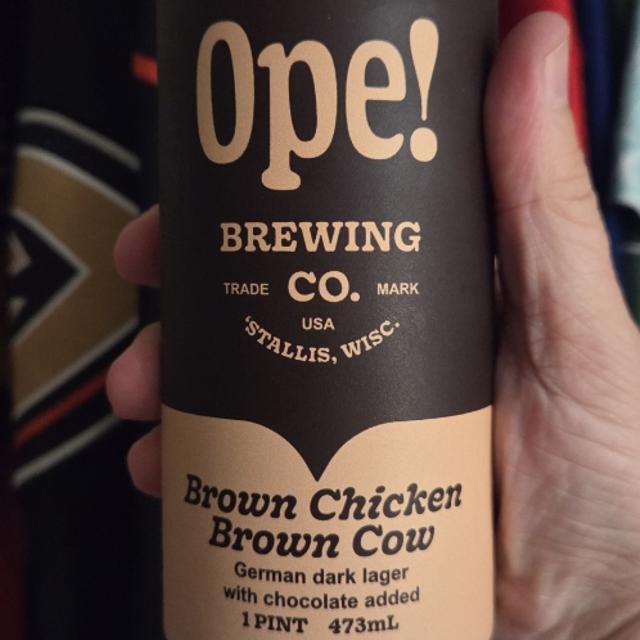 Ope!
BREWING
TRADE CO. MARK
USA
'STALLIS, WISC.
Brown Chicken
Brown Cow
German dark lager
with chocolate added
1 PINT 473mL